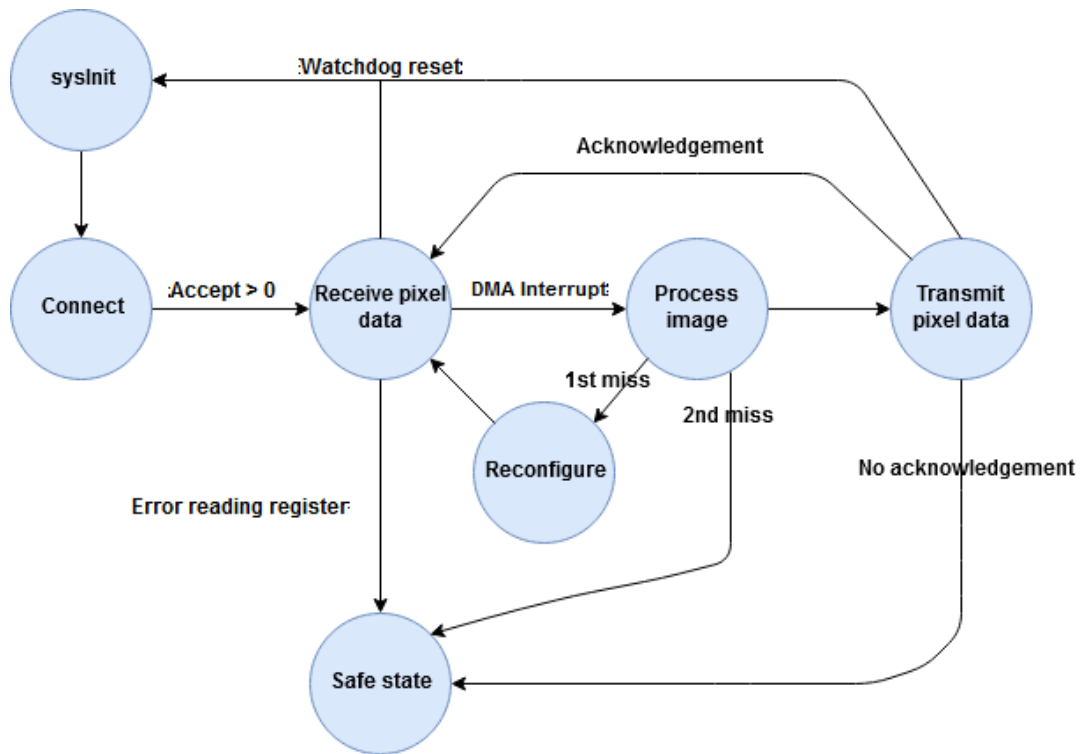 sysInit
Watchdog reset
Acknowledgement
Connect
Accept > 0
Receive pixel
data
DMA Interrupt
Process
image
Transmit
pixel data
1st miss
2nd miss
Reconfigure
No acknowledgement
Error reading register
Safe state